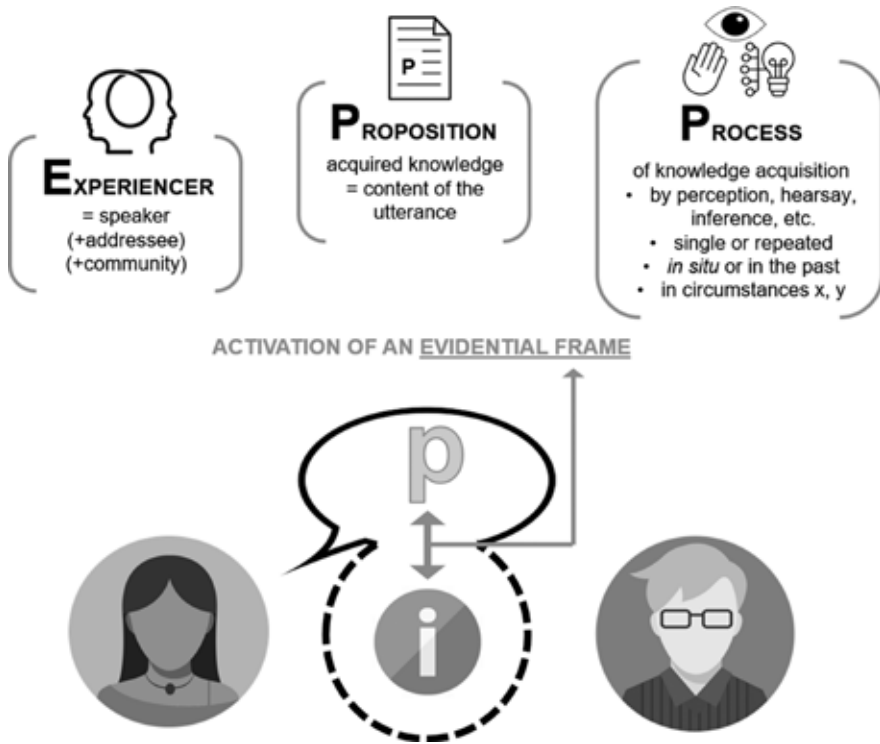 EXPERIENCER
= speaker
(+addressee)
(+community)
P
PROPOSITION
acquired knowledge
= content of the
utterance
PROCESS
of knowledge acquisition
• by perception, hearsay,
inference, etc.
• single or repeated
• in situ or in the past
• in circumstances x, y
ACTIVATION OF AN EVIDENTIAL FRAME
p
i